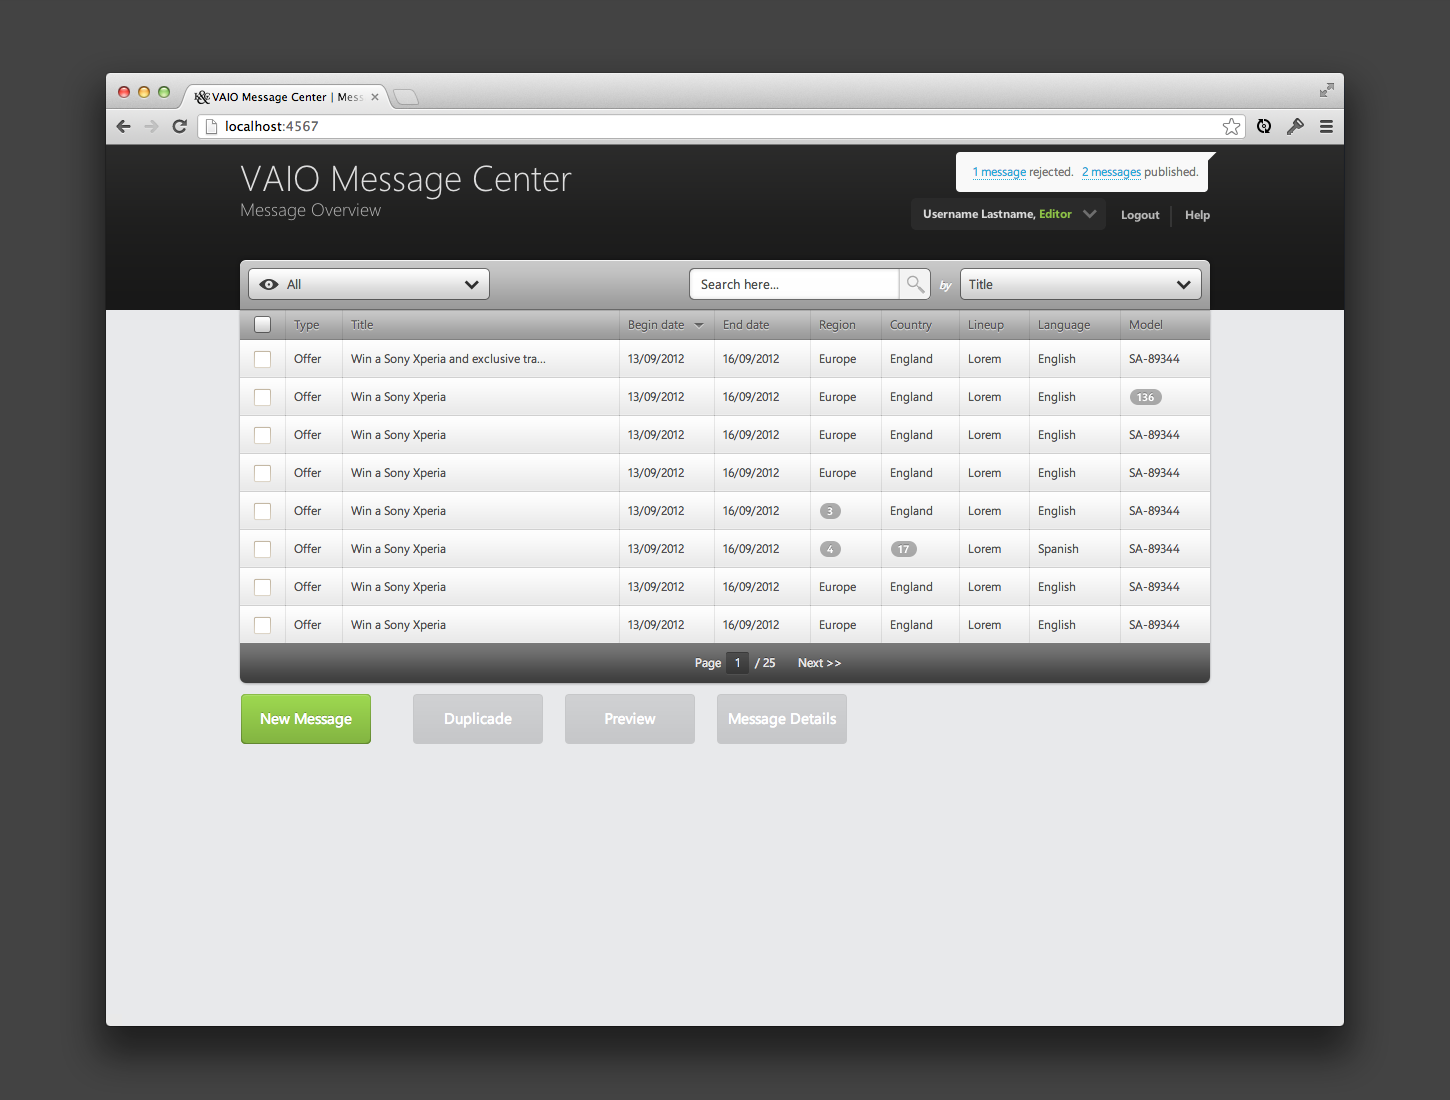 VAIO Message Center | Mess
localhost:4567
VAIO Message Center
Message Overview
1 message rejected. 2 messages published.
Username Lastname, Editor Logout Help
All Search here... by Title
Type Title Begin date End date Region Country Lineup Language Model
Offer Win a Sony Xperia and exclusive tra... 13/09/2012 16/09/2012 Europe England Lorem English SA-89344
Offer Win a Sony Xperia 13/09/2012 16/09/2012 Europe England Lorem English 136
Offer Win a Sony Xperia 13/09/2012 16/09/2012 Europe England Lorem English SA-89344
Offer Win a Sony Xperia 13/09/2012 16/09/2012 Europe England Lorem English SA-89344
Offer Win a Sony Xperia 13/09/2012 16/09/2012 3 England Lorem English SA-89344
Offer Win a Sony Xperia 13/09/2012 16/09/2012 4 17 Lorem Spanish SA-89344
Offer Win a Sony Xperia 13/09/2012 16/09/2012 Europe England Lorem English SA-89344
Offer Win a Sony Xperia 13/09/2012 16/09/2012 Europe England Lorem English SA-89344
Page 1 / 25 Next >>
New Message Duplicade Preview Message Details